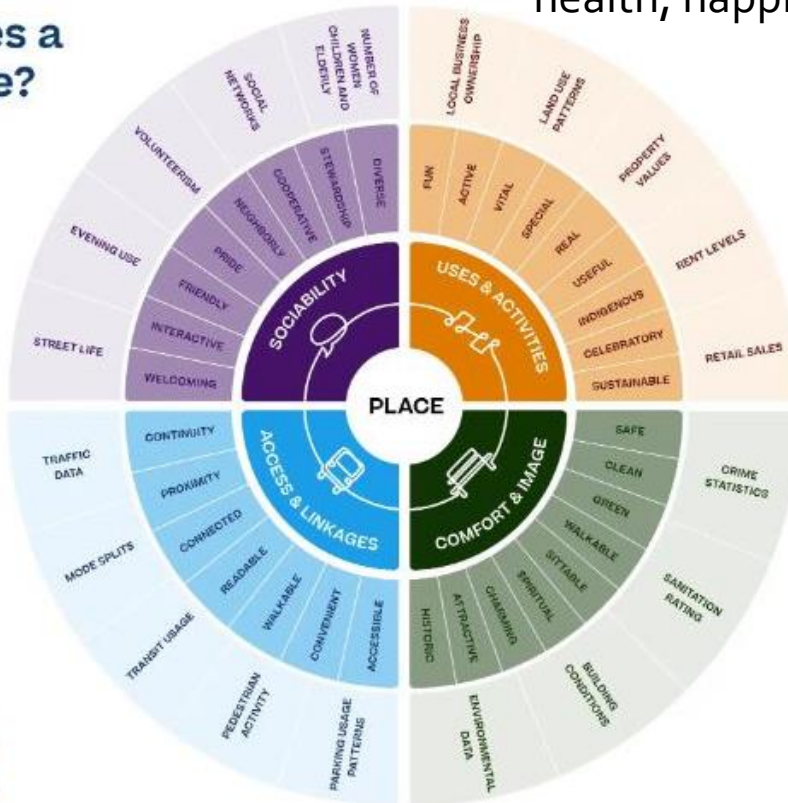 es a
e?
health, happi
NUMBER OF
WOMEN
CHILDREN AND
ELDERLY
SOCIAL
NETWORKS
VOLUNTEERISM
EVENING USE
STREET LIFE
DIVERSE
STEWARDSHIP
COOPERATIVE
NEIGHBORLY
PRIDE
FRIENDLY
INTERACTIVE
WELCOMING
SOCIABILITY
LOCAL BUSINESS
OWNERSHIP
LAND USE
PATTERNS
PROPERTY
VALUES
RENT LEVELS
RETAIL SALES
FUN
ACTIVE
VITAL
SPECIAL
REAL
USEFUL
INDIGENOUS
CELEBRATORY
SUSTAINABLE
USES & ACTIVITIES
PLACE
ACCESS & LINKAGES
CONTINUITY
PROXIMITY
CONNECTED
READABLE
WALKABLE
CONVENIENT
ACCESSIBLE
TRAFFIC
DATA
MODE SPLITS
TRANSIT USAGE
PEDESTRIAN
ACTIVITY
PARKING USAGE
PATTERNS
COMFORT & IMAGE
SAFE
CLEAN
GREEN
WALKABLE
SITTABLE
SPIRITUAL
CHARMING
ATTRACTIVE
HISTORIC
CRIME
STATISTICS
SANITATION
RATING
BUILDING
CONDITIONS
ENVIRONMENTAL
DATA